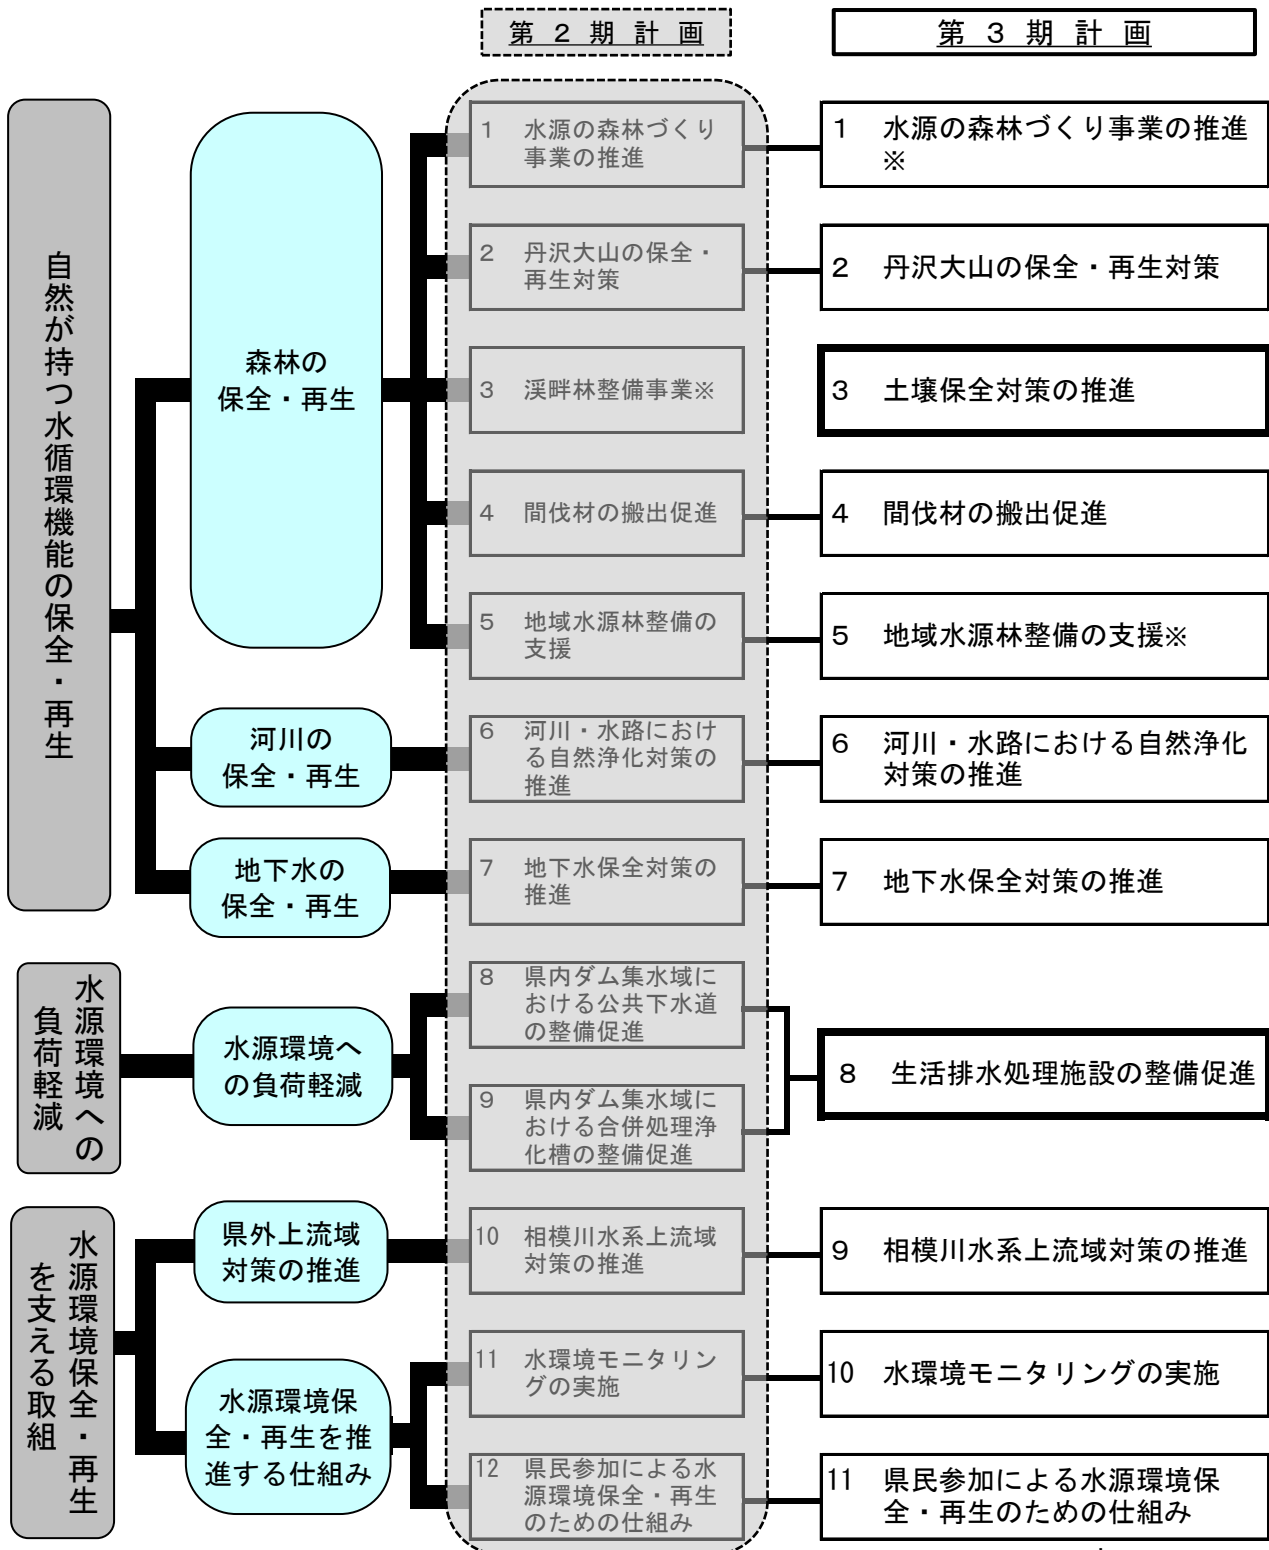 第２期計画
第３期計画
自然が持つ水循環機能の保全・再生
森林の
保全・再生
1 水源の森林づくり
事業の推進
1 水源の森林づくり事業の推進
※
2 丹沢大山の保全・
再生対策
2 丹沢大山の保全・再生対策
3 渓畔林整備事業※
3 土壌保全対策の推進
4 間伐材の搬出促進
4 間伐材の搬出促進
5 地域水源林整備の
支援
5 地域水源林整備の支援※
河川の
保全・再生
6 河川・水路におけ
る自然浄化対策の
推進
6 河川・水路における自然浄化
対策の推進
地下水の
保全・再生
7 地下水保全対策の
推進
7 地下水保全対策の推進
水源環境への
負荷軽減
水源環境へ
の負荷軽減
8 県内ダム集水域に
おける公共下水道
の整備促進
9 県内ダム集水域に
おける合併処理浄
化槽の整備促進
8 生活排水処理施設の整備促進
水源環境保全・再生
を支える取組
県外上流域
対策の推進
10 相模川水系上流域
対策の推進
9 相模川水系上流域対策の推進
水源環境保
全・再生を推
進する仕組み
11 水環境モニタリン
グの実施
10 水環境モニタリングの実施
12 県民参加による水
源環境保全・再生
のための仕組み
11 県民参加による水源環境保
全・再生のための仕組み